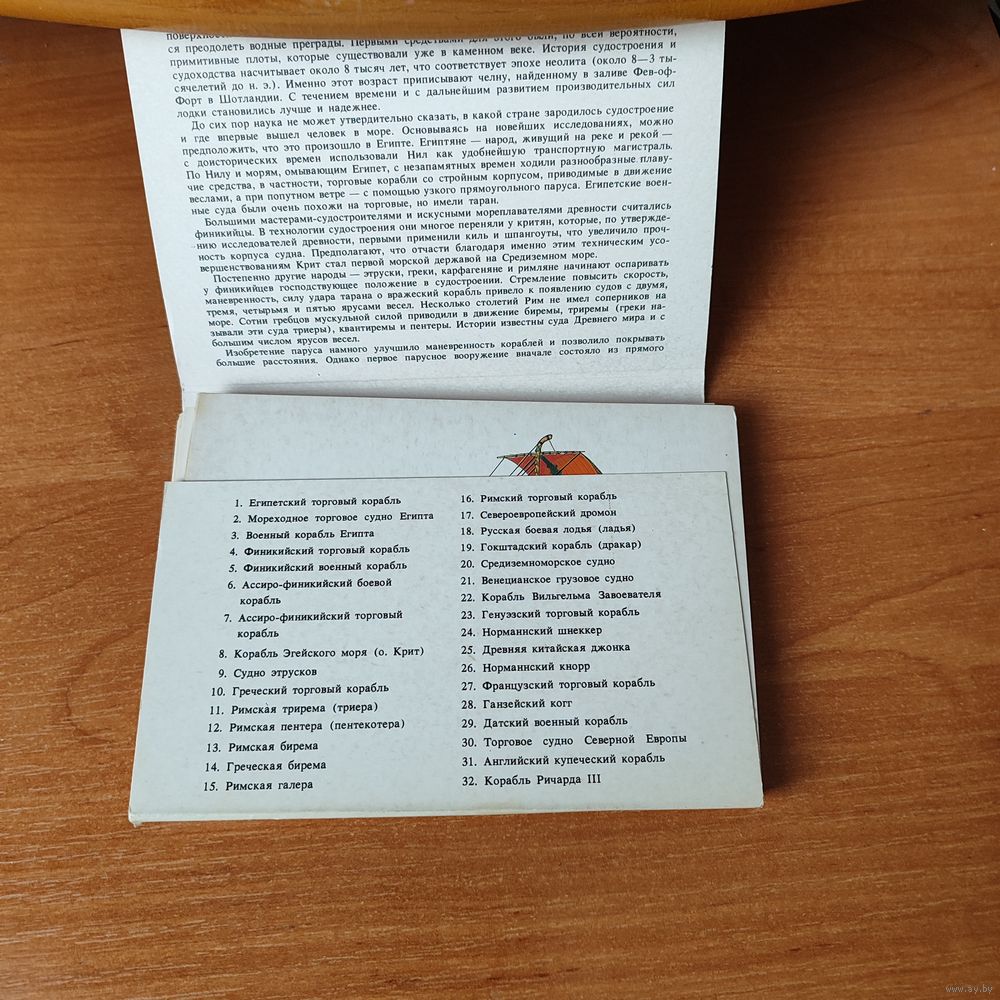 ся преодолеть водные преграды. Первыми средствами для этого были, по всей вероятности,
примитивные плоты, которые существовали уже в каменном веке. История судостроения и
судоходства насчитывает около 8 тысяч лет, что соответствует эпохе неолита (около 8—3 ты-
сячелетий до н. э.). Именно этот возраст приписывают челну, найденному в заливе Фев-оф-
Форт в Шотландии. С течением времени и с дальнейшим развитием производительных сил
лодки становились лучше и надежнее.
До сих пор наука не может утвердительно сказать, в какой стране зародилось судостроение
и где впервые вышел человек в море. Основываясь на новейших исследованиях, можно
предположить, что это произошло в Египте. Египтяне — народ, живущий на реке и рекой —
с доисторических времен использовали Нил как удобнейшую транспортную магистраль.
По Нилу и морям, омывающим Египет, с незапамятных времен ходили разнообразные плаву-
чие средства, в частности, торговые корабли со стройным корпусом, приводимые в движение
веслами, а при попутном ветре — с помощью узкого прямоугольного паруса. Египетские воен-
ные суда были очень похожи на торговые, но имели таран.
Большими мастерами-судостроителями и искусными мореплавателями древности считались
финикийцы. В технологии судостроения они многое переняли у критян, которые, по утвержде-
нию исследователей древности, первыми применили киль и шпангоуты, что увеличило проч-
ность корпуса судна. Предполагают, что отчасти благодаря именно этим техническим усо-
вершенствованиям Крит стал первой морской державой на Средиземном море.
Постепенно другие народы — этруски, греки, карфагеняне и римляне начинают оспаривать
у финикийцев господствующее положение в судостроении. Стремление повысить скорость,
маневренность, силу удара тарана о вражеский корабль привело к появлению судов с двумя,
тремя, четырьмя и пятью ярусами весел. Несколько столетий Рим не имел соперников на
море. Сотни гребцов мускульной силой приводили в движение биремы, триремы (греки на-
зывали эти суда триеры), квантиремы и пентеры. Истории известны суда Древнего мира и с
большим числом ярусов весел.
Изобретение паруса намного улучшило маневренность кораблей и позволило покрывать
большие расстояния. Однако первое парусное вооружение вначале состояло из прямого
1. Египетский торговый корабль
2. Мореходное торговое судно Египта
3. Военный корабль Египта
4. Финикийский торговый корабль
5. Финикийский военный корабль
6. Ассиро-финикийский боевой
корабль
7. Ассиро-финикийский торговый
корабль
8. Корабль Эгейского моря (о. Крит)
9. Судно этрусков
10. Греческий торговый корабль
11. Римская трирема (триера)
12. Римская пентера (пентекотера)
13. Римская бирема
14. Греческая бирема
15. Римская галера
16. Римский торговый корабль
17. Североевропейский дромон
18. Русская боевая лодья (ладья)
19. Гокштадский корабль (дракар)
20. Средиземноморское судно
21. Венецианское грузовое судно
22. Корабль Вильгельма Завоевателя
23. Генуэзский торговый корабль
24. Норманнский шнеккер
25. Древняя китайская джонка
26. Норманнский кнорр
27. Французский торговый корабль
28. Ганзейский когг
29. Датский военный корабль
30. Торговое судно Северной Европы
31. Английский купеческий корабль
32. Корабль Ричарда III
www.ay.by